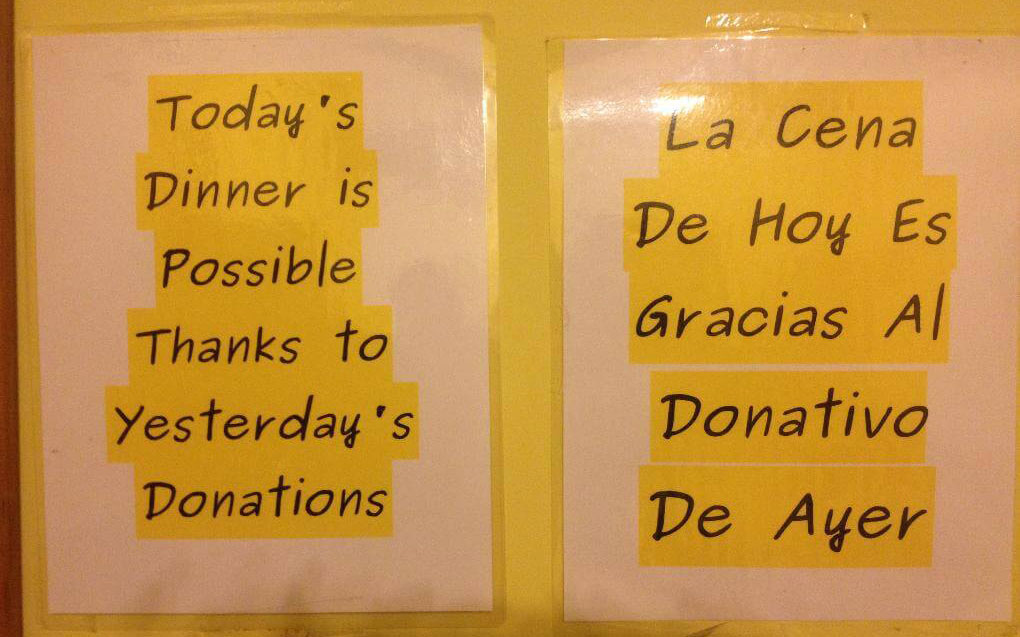 Today's
Dinner is
Possible
Thanks to
Yesterday's
Donations
La Cena
De Hoy Es
Gracias Al
Donativo
De Ayer